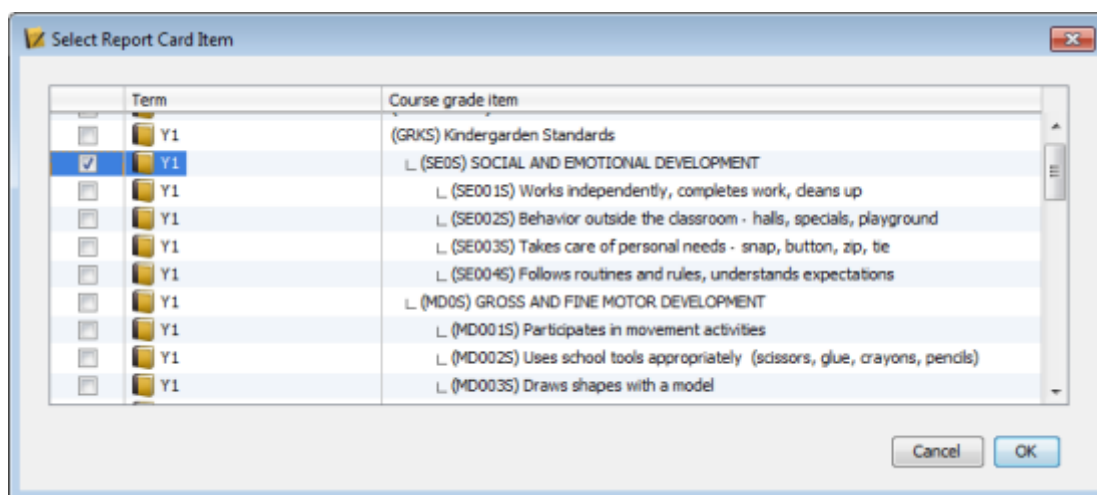 Select Report Card Item
Term Course grade item
Y1 (GRKS) Kindergarden Standards
Y1 (SE0S) SOCIAL AND EMOTIONAL DEVELOPMENT
Y1 (SE001S) Works independently, completes work, cleans up
Y1 (SE002S) Behavior outside the classroom - halls, specials, playground
Y1 (SE003S) Takes care of personal needs - snap, button, zip, tie
Y1 (SE004S) Follows routines and rules, understands expectations
Y1 (MD0S) GROSS AND FINE MOTOR DEVELOPMENT
Y1 (MD001S) Participates in movement activities
Y1 (MD002S) Uses school tools appropriately (scissors, glue, crayons, pencils)
Y1 (MD003S) Draws shapes with a model
Cancel OK